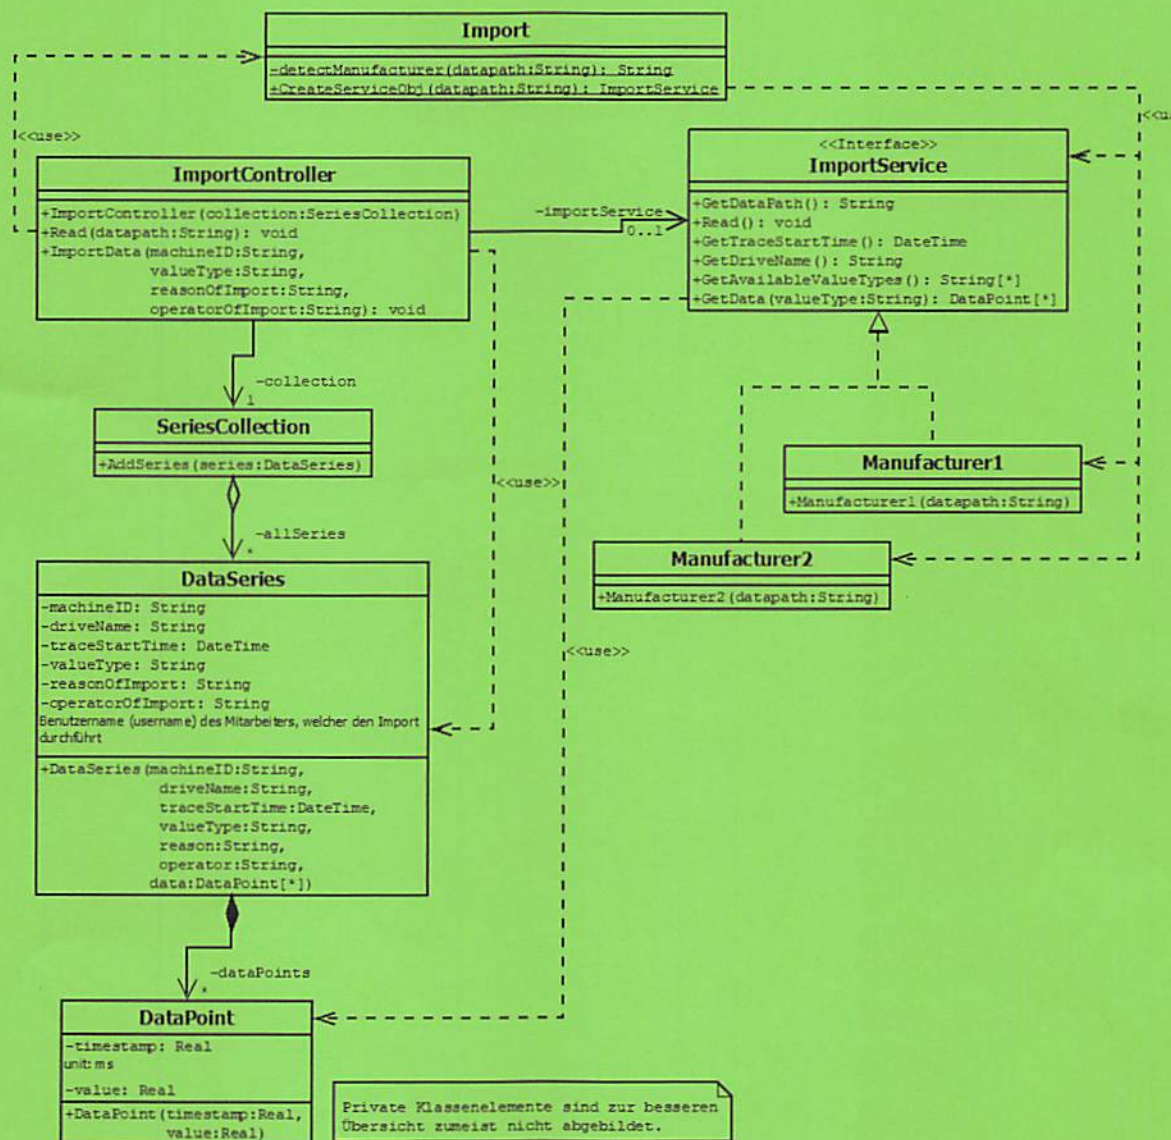 Import
-detectManufacturer(datapath:String): String
+CreateServiceObj(datapath:String): ImportService
<<use>>
ImportController
+ImportController(collection:SeriesCollection)
+Read(datapath:String): void
+ImportData(machineID:String,
valueType:String,
reasonOfImport:String,
operatorOfImport:String): void
-importService
0..1
<<Interface>>
ImportService
+GetDataPath(): String
+Read(): void
+GetTraceStartTime(): DateTime
+GetDriveName(): String
+GetAvailableValueTypes(): String[*]
+GetData(valueType:String): DataPoint[*]
-collection
1
SeriesCollection
+AddSeries(series:DataSeries)
<<use>>
Manufacturer1
+Manufacturer1(datapath:String)
-allSeries
*
Manufacturer2
+Manufacturer2(datapath:String)
DataSeries
-machineID: String
-driveName: String
-traceStartTime: DateTime
-valueType: String
-reasonOfImport: String
-operatorOfImport: String
Benutzername (username) des Mitarbeiters, welcher den Import
durchführt
<<use>>
+DataSeries(machineID:String,
driveName:String,
traceStartTime:DateTime,
valueType:String,
reason:String,
operator:String,
data:DataPoint[*])
-dataPoints
*
DataPoint
-timestamp: Real
unit: ms
-value: Real
+DataPoint(timestamp:Real,
value:Real)
Private Klassenelemente sind zur besseren
Übersicht zumeist nicht abgebildet.